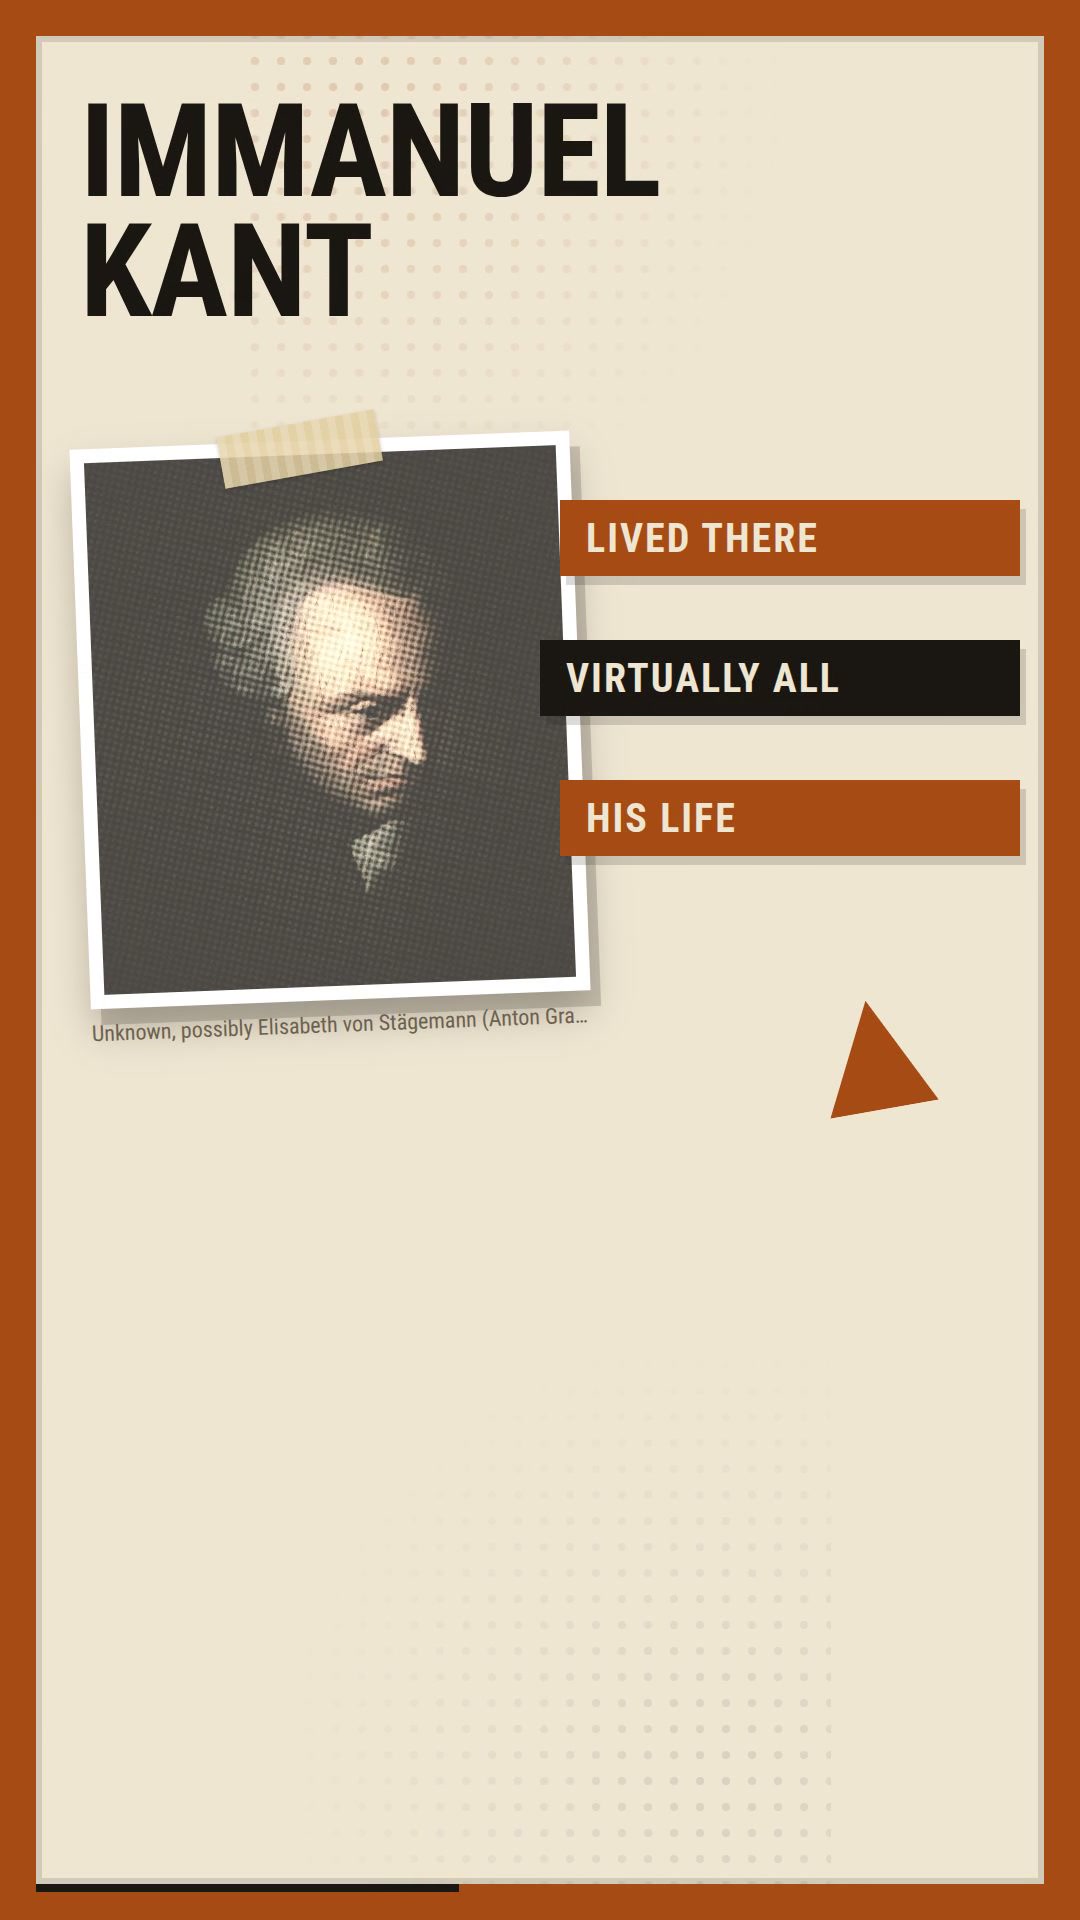 IMMANUEL
KANT
LIVED THERE
VIRTUALLY ALL
HIS LIFE
Unknown, possibly Elisabeth von Stägemann (Anton Gra…